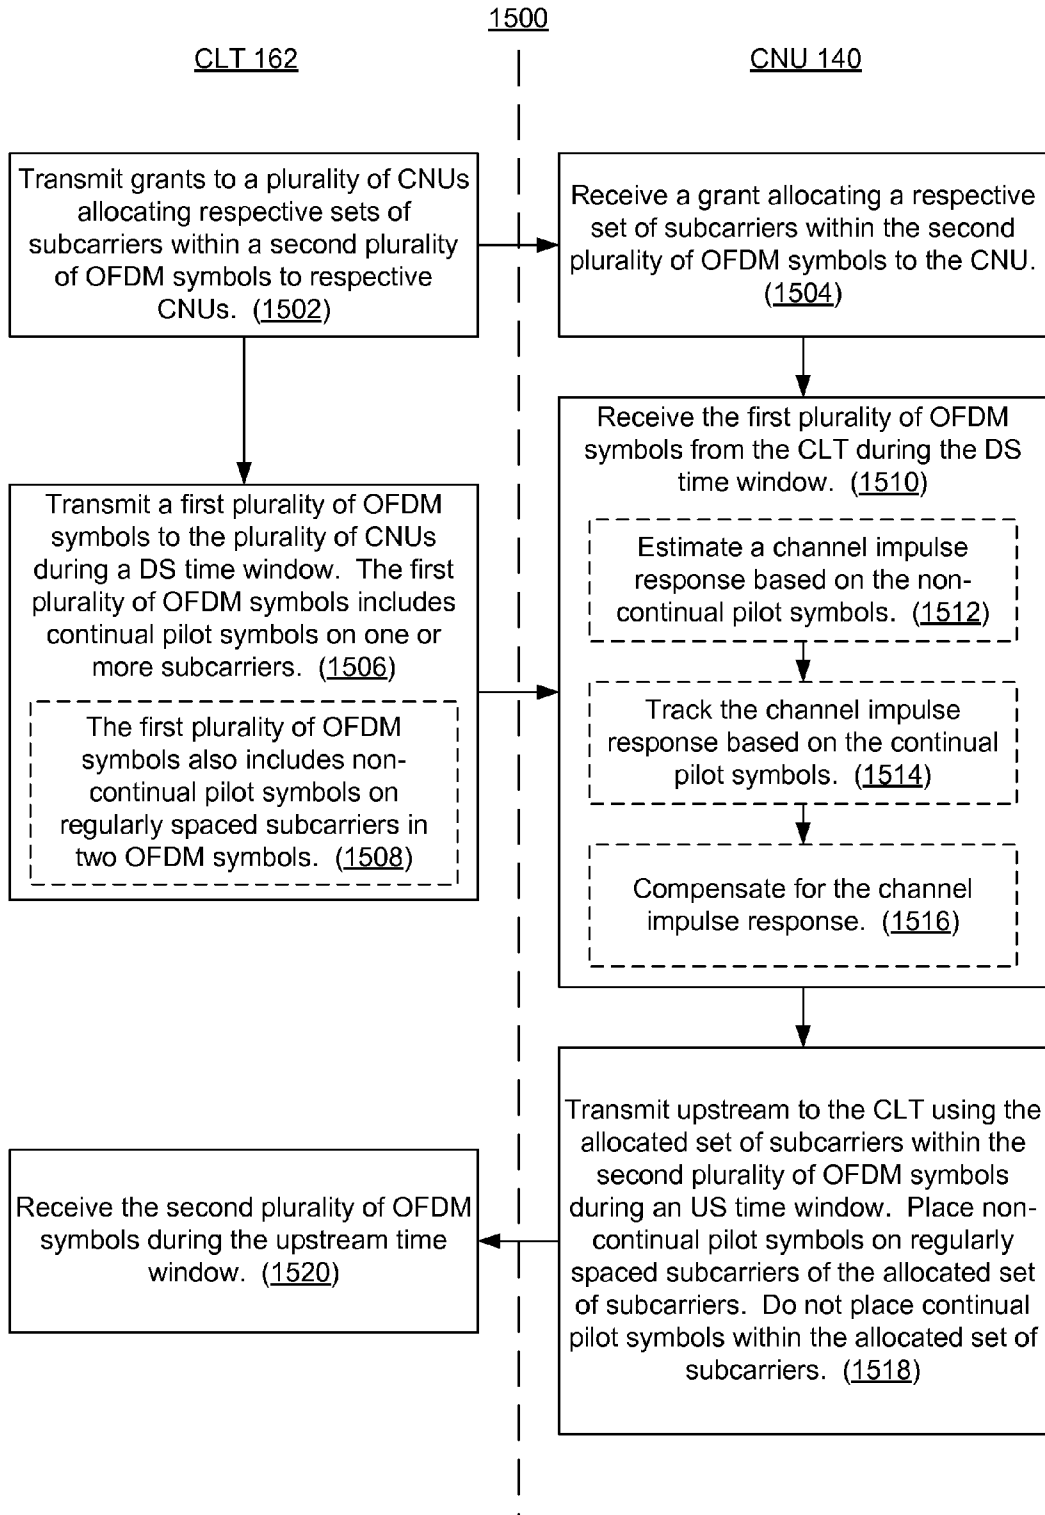 1500
CLT 162
CNU 140
Transmit grants to a plurality of CNUs
allocating respective sets of
subcarriers within a second plurality
of OFDM symbols to respective
CNUs.  (1502)
Receive a grant allocating a respective
set of subcarriers within the second
plurality of OFDM symbols to the CNU.
(1504)
Transmit a first plurality of OFDM
symbols to the plurality of CNUs
during a DS time window.  The first
plurality of OFDM symbols includes
continual pilot symbols on one or
more subcarriers.  (1506)
The first plurality of OFDM
symbols also includes non-
continual pilot symbols on
regularly spaced subcarriers in
two OFDM symbols.  (1508)
Receive the first plurality of OFDM
symbols from the CLT during the DS
time window.  (1510)
Estimate a channel impulse
response based on the non-
continual pilot symbols.  (1512)
Track the channel impulse
response based on the continual
pilot symbols.  (1514)
Compensate for the channel
impulse response.  (1516)
Transmit upstream to the CLT using the
allocated set of subcarriers within the
second plurality of OFDM symbols
during an US time window.  Place non-
continual pilot symbols on regularly
spaced subcarriers of the allocated set
of subcarriers.  Do not place continual
pilot symbols within the allocated set of
subcarriers.  (1518)
Receive the second plurality of OFDM
symbols during the upstream time
window.  (1520)